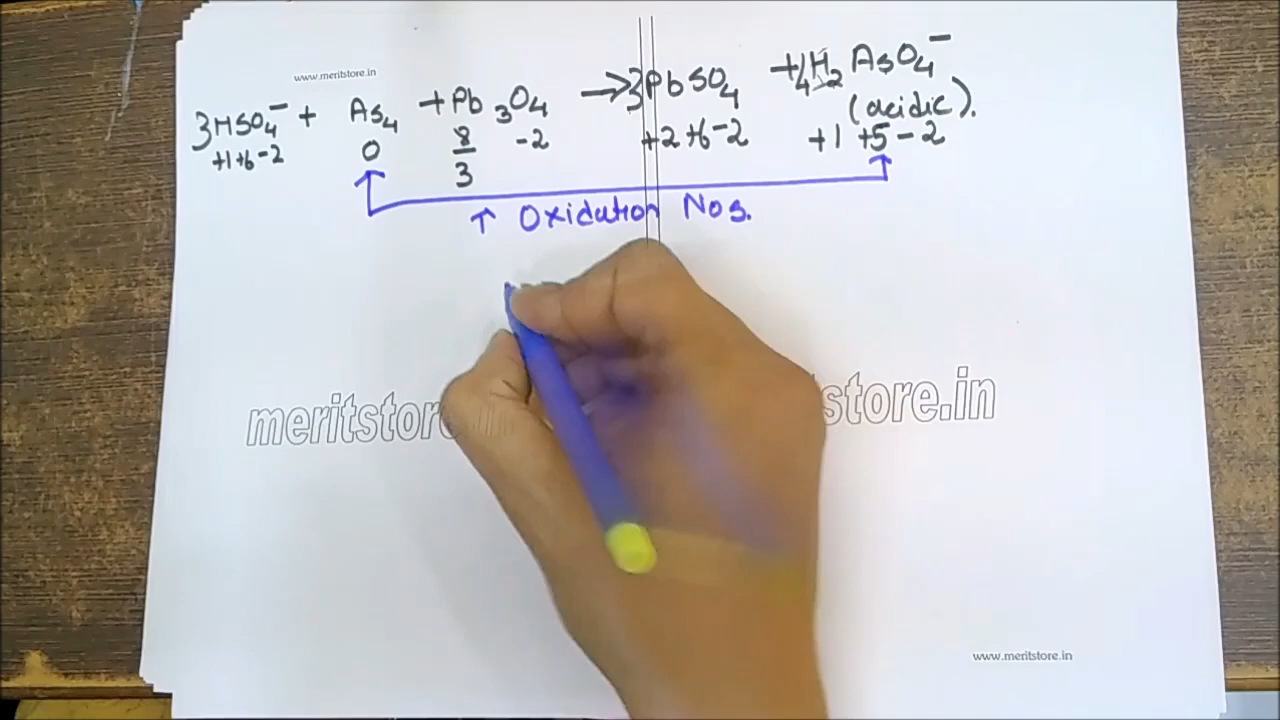 www.meritstore.in
3HSO4⁻ + As4 + Pb3O4 → 3PbSO4 + 4H2AsO4⁻
(acidic).
+1 +6 -2 0 8/3 -2 +2 +6 -2 +1 +5 -2
↑ Oxidation Nos.
meritstore.in
store.in
www.meritstore.in